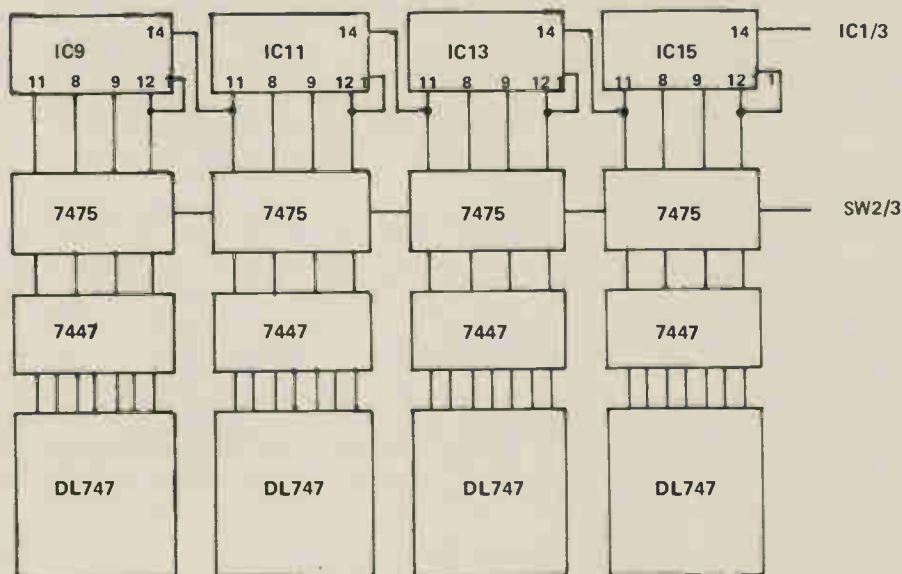 14 14 14 14 IC1/3
IC9 IC11 IC13 IC15
11 8 9 12 1 11 8 9 12 1 11 8 9 12 1 11 8 9 12 1
7475 7475 7475 7475 SW2/3
7447 7447 7447 7447
DL747 DL747 DL747 DL747